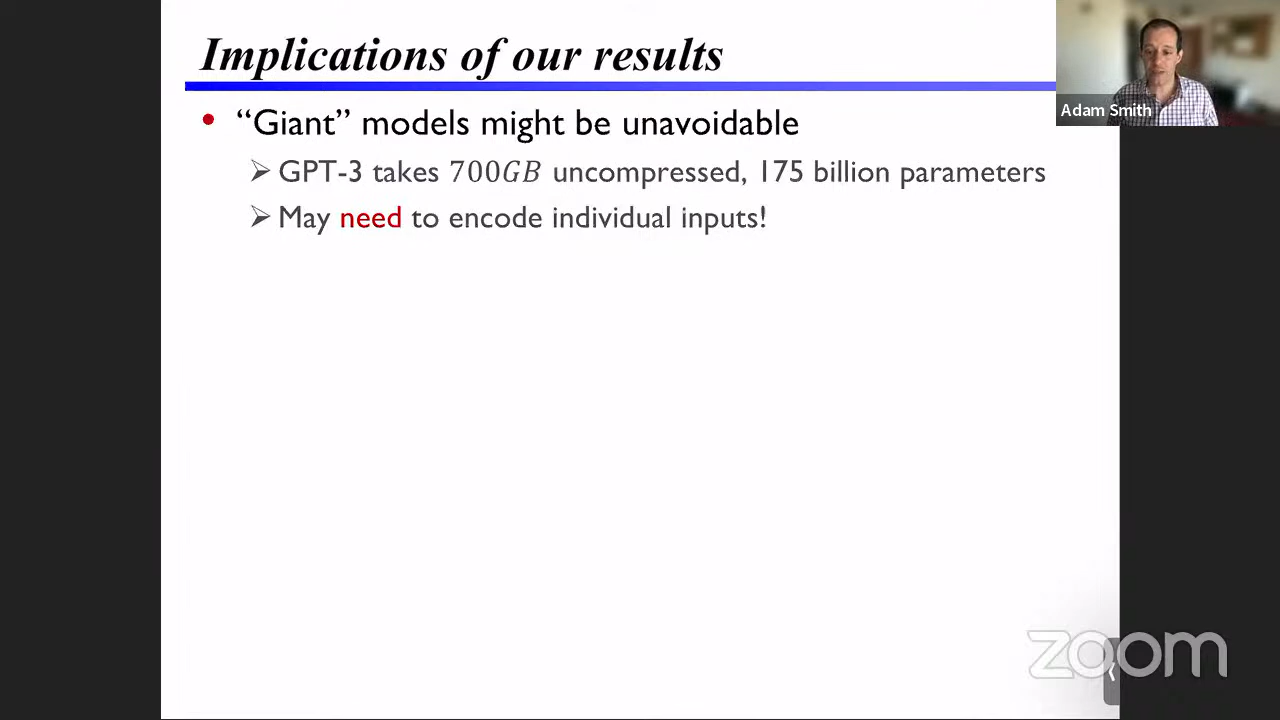 Implications of our results
Adam Smith
• “Giant” models might be unavoidable
➢ GPT-3 takes 700GB uncompressed, 175 billion parameters
➢ May need to encode individual inputs!
zoom